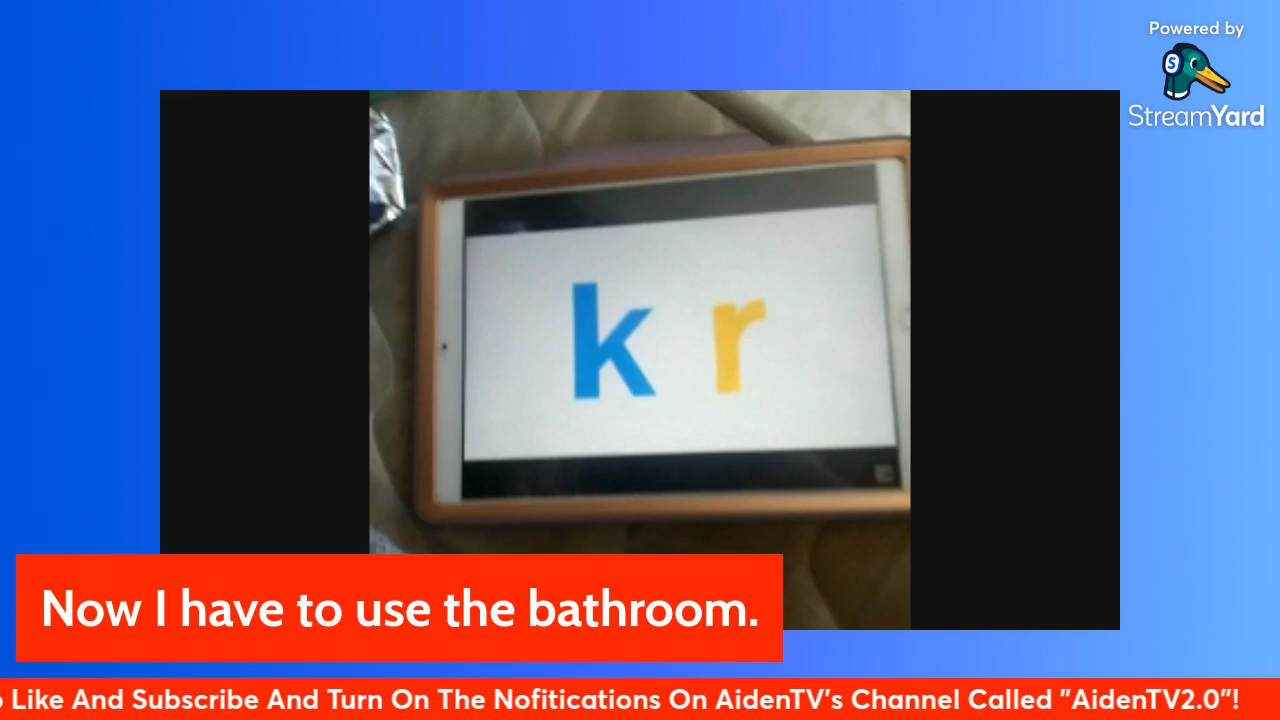 Powered by
StreamYard
k r
Now I have to use the bathroom.
Like And Subscribe And Turn On The Nofitications On AidenTV's Channel Called "AidenTV2.0"!